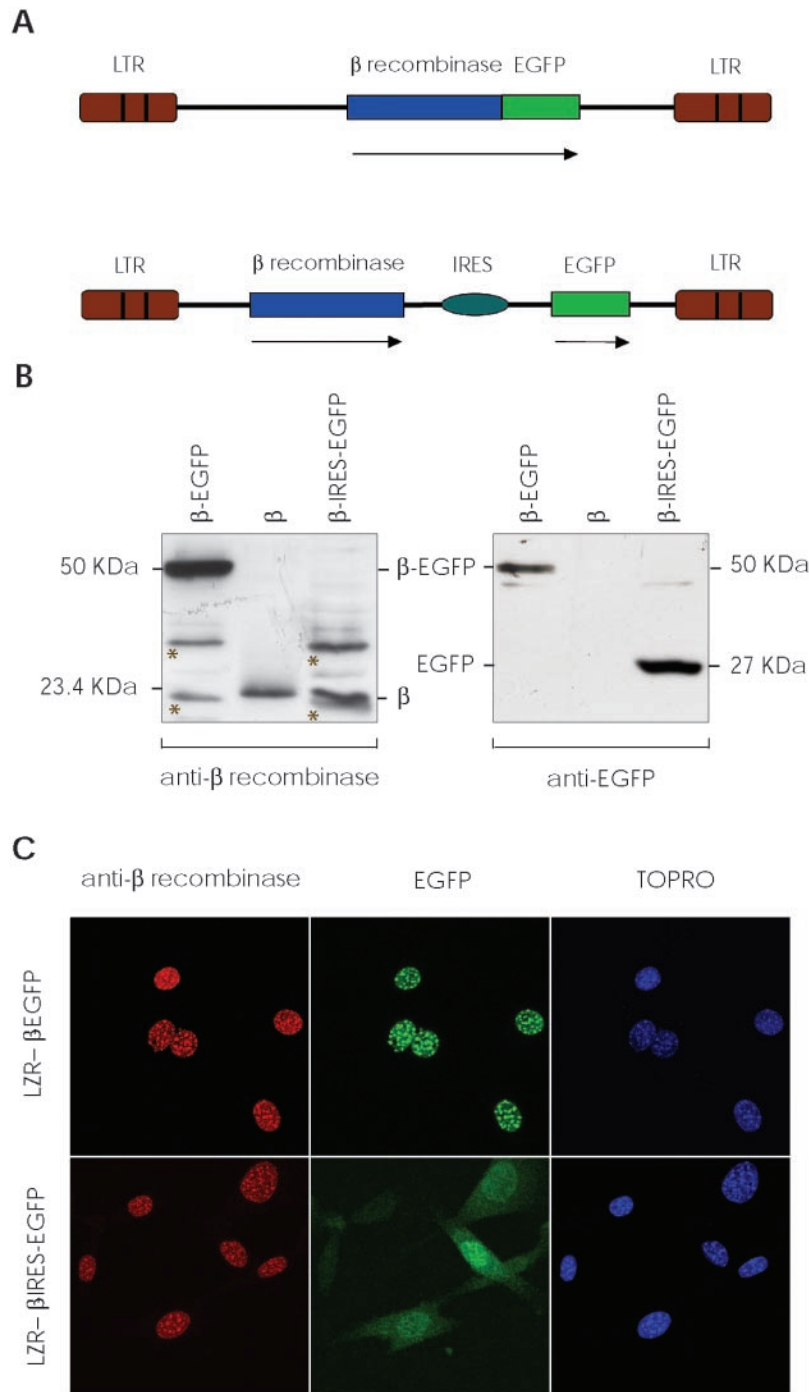 A
LTR β recombinase EGFP LTR
LTR β recombinase IRES EGFP LTR
B
β-EGFP β β-IRES-EGFP β-EGFP β β-IRES-EGFP
50 KDa β-EGFP 50 KDa
* * EGFP 27 KDa
23.4 KDa β
* *
anti-β recombinase anti-EGFP
C
anti-β recombinase EGFP TOPRO
LZR– βEGFP
LZR– βIRES-EGFP